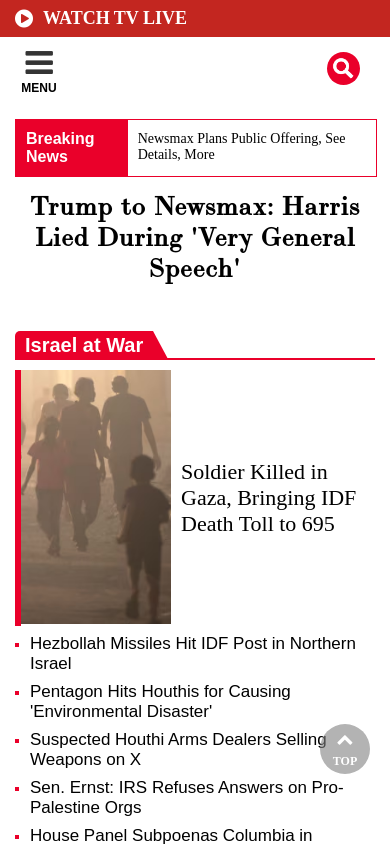 WATCH TV LIVE
MENU
Breaking
News
Newsmax Plans Public Offering, See
Details, More
Trump to Newsmax: Harris
Lied During 'Very General
Speech'
Israel at War
Soldier Killed in
Gaza, Bringing IDF
Death Toll to 695
Hezbollah Missiles Hit IDF Post in Northern
Israel
Pentagon Hits Houthis for Causing
'Environmental Disaster'
Suspected Houthi Arms Dealers Selling
Weapons on X
TOP
Sen. Ernst: IRS Refuses Answers on Pro-
Palestine Orgs
House Panel Subpoenas Columbia in